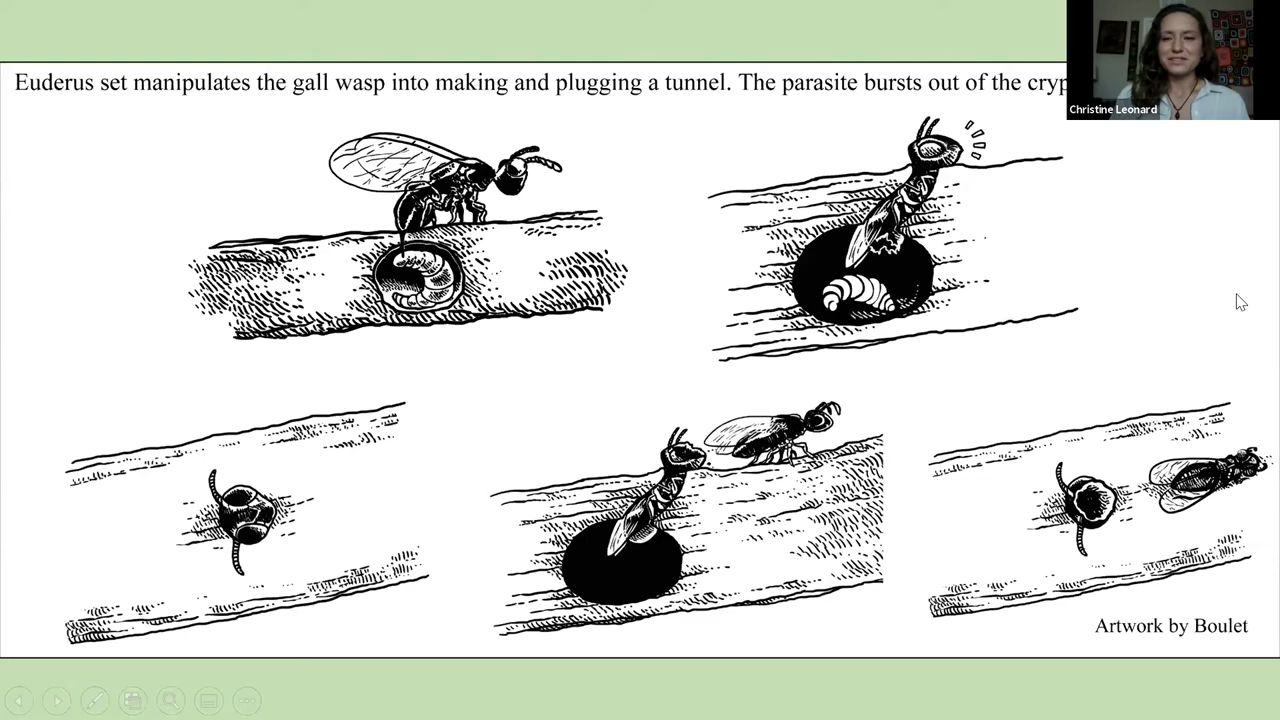 Euderus set manipulates the gall wasp into making and plugging a tunnel. The parasite bursts out of the
Christine Leonard
Artwork by Boulet